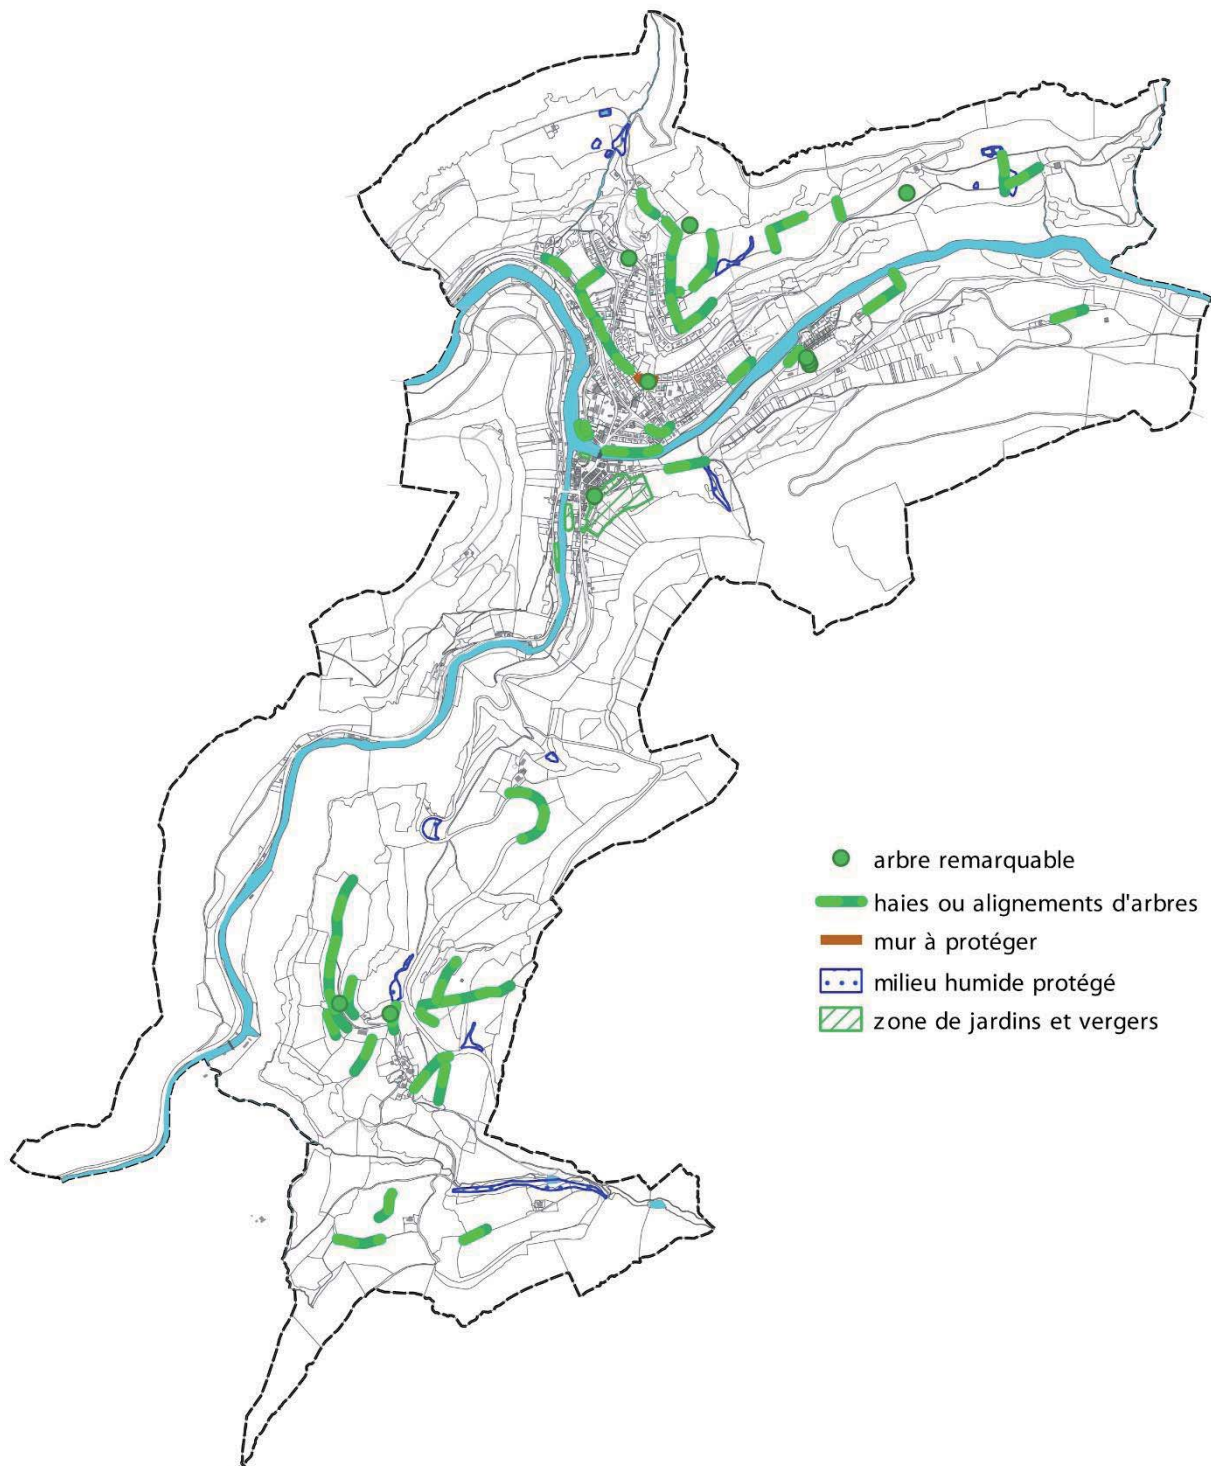 arbre remarquable
haies ou alignements d'arbres
mur à protéger
milieu humide protégé
zone de jardins et vergers